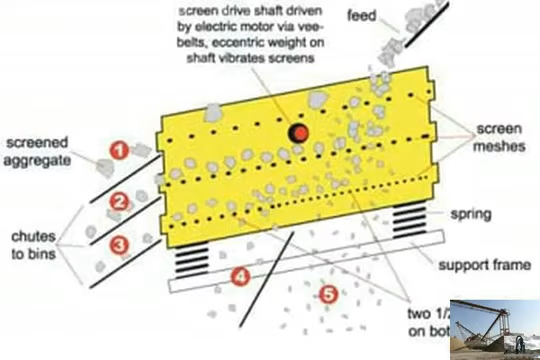 screen drive shaft driven
by electric motor via vee-
belts, eccentric weight on
shaft vibrates screens
feed
screened
aggregate
1
screen
meshes
2
chutes
to bins
3
spring
support frame
4
5
two 1/
on bot